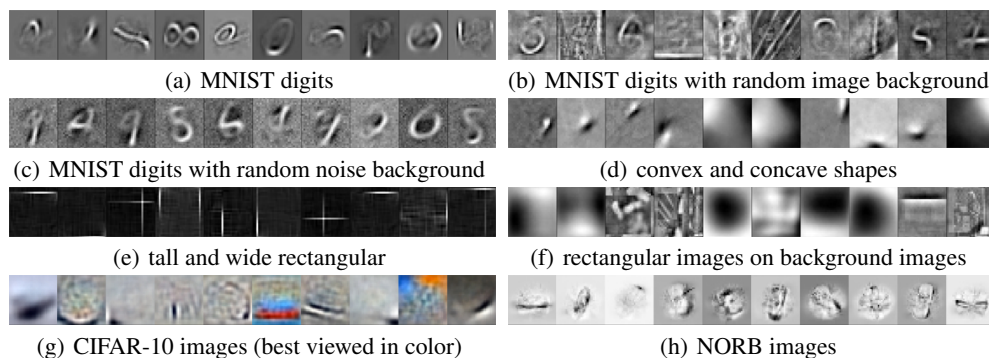 (a) MNIST digits
(b) MNIST digits with random image background
(c) MNIST digits with random noise background
(d) convex and concave shapes
(e) tall and wide rectangular
(f) rectangular images on background images
(g) CIFAR-10 images (best viewed in color)
(h) NORB images